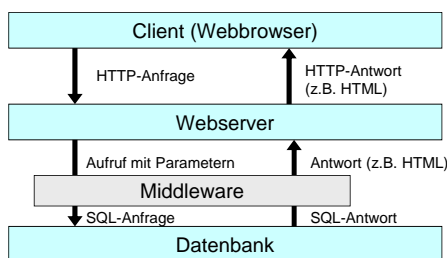 Client (Webbrowser)
HTTP-Anfrage
HTTP-Antwort
(z.B. HTML)
Webserver
Aufruf mit Parametern
Antwort (z.B. HTML)
Middleware
SQL-Anfrage
SQL-Antwort
Datenbank